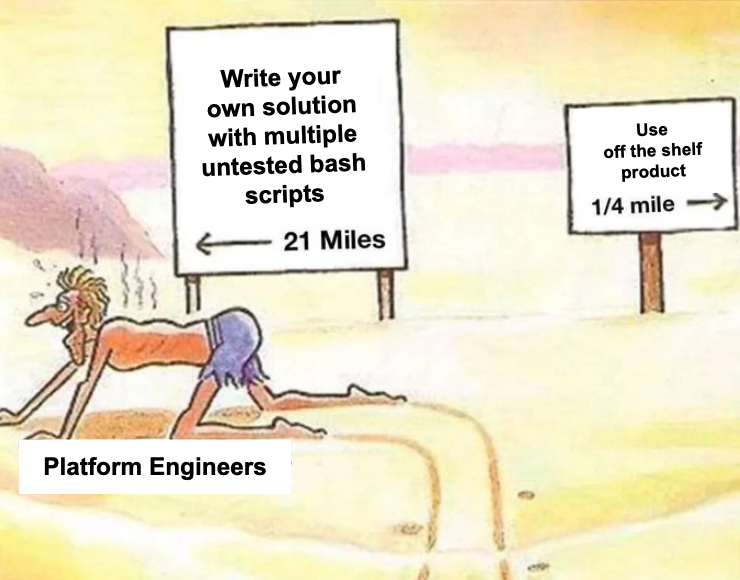 Write your
own solution
with multiple
untested bash
scripts
← 21 Miles
Use
off the shelf
product
1/4 mile →
Platform Engineers